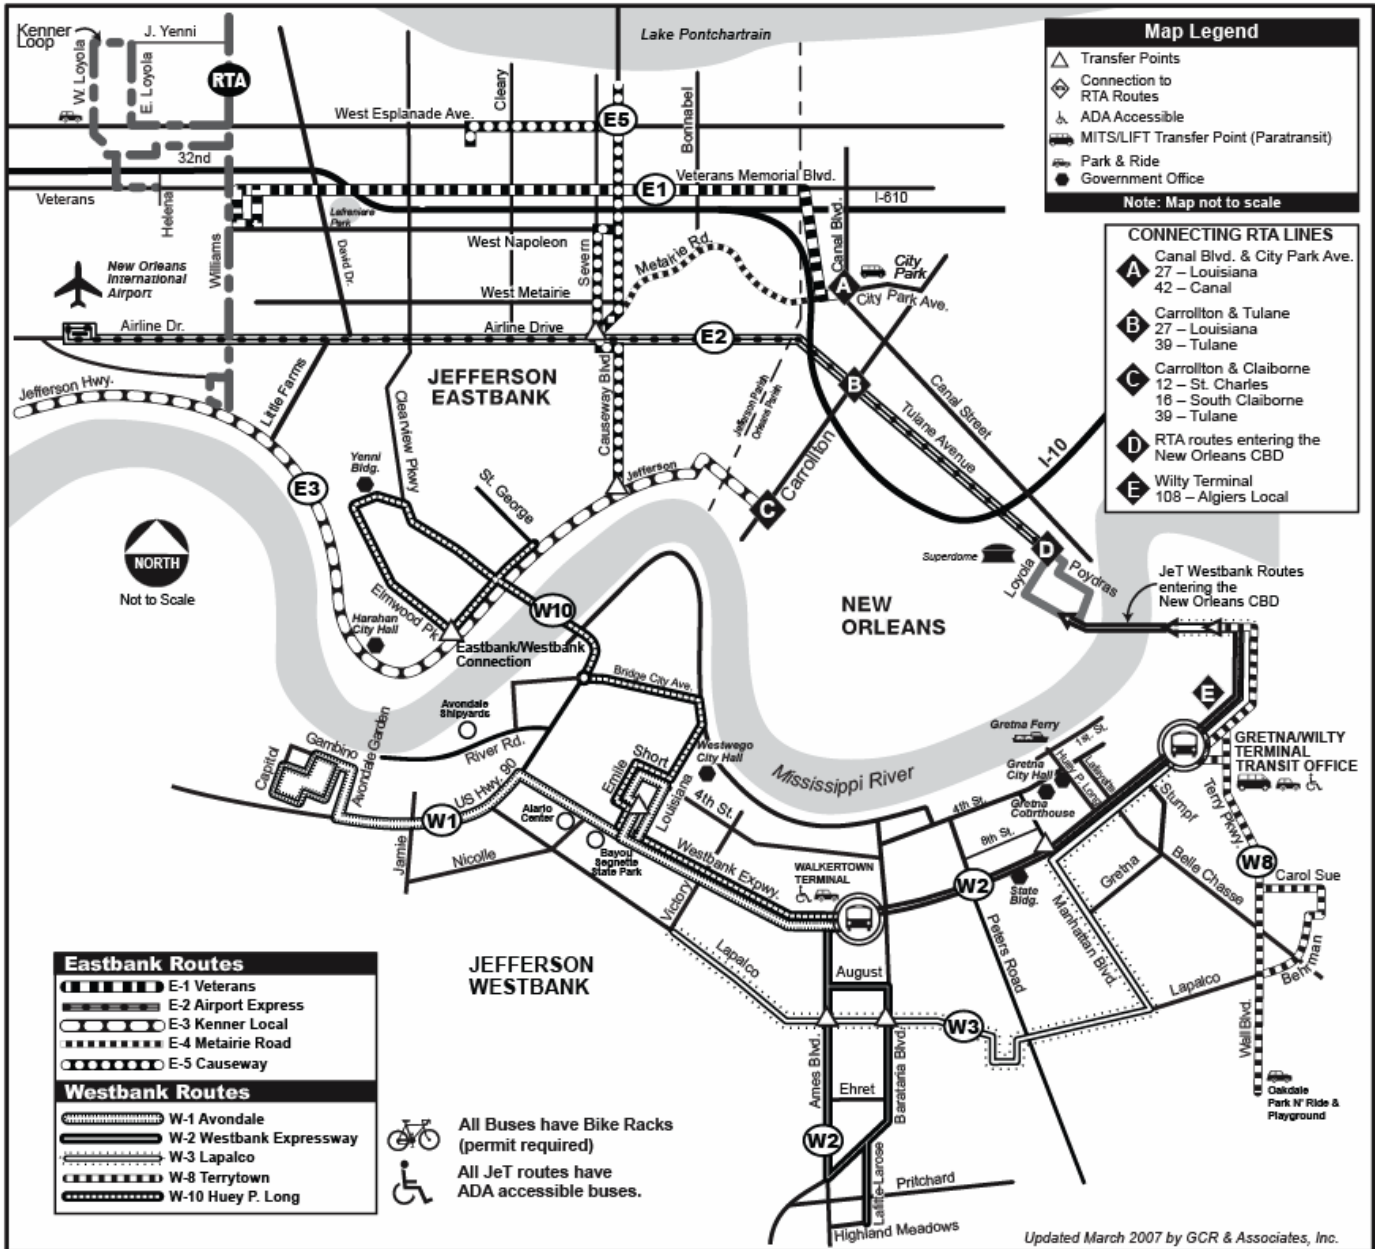 Kenner
Loop
J. Yenni
W. Loyola
E. Loyola
RTA
Lake Pontchartrain
Cleary
West Esplanade Ave.
E5
Bonnabel
32nd
Veterans
Helena
E1
Veterans Memorial Blvd.
I-610
Lafreniere
Park
West Napoleon
Williams
David Dr.
Severn
Metairie Rd.
Canal Blvd.
City
Park
A
City Park Ave.
New Orleans
International
Airport
West Metairie
Airline Dr.
Airline Drive
E2
Jefferson Hwy.
Little Farms
JEFFERSON
EASTBANK
Clearview Pkwy
Causeway Blvd
Jefferson Parish
Orleans Parish
B
Tulane Avenue
Canal Street
I-10
Carrollton
Yenni
Bldg.
E3
St. George
Jefferson
C
NORTH
Not to Scale
Superdome
D
Loyola
Poydras
JeT Westbank Routes
entering the
New Orleans CBD
NEW
ORLEANS
Elmwood Pk.
W10
Harahan
City Hall
Eastbank/Westbank
Connection
Bridge City Ave.
E
Avondale
Shipyards
River Rd.
Capitol
Gambino
Avondale Garden
US Hwy. 90
W1
Emile
Short
Louisiana
Westwego
City Hall
4th St.
Mississippi River
Gretna Ferry
1st. St.
Gretna
City Hall
Huey P. Long
Lafayette
Gretna
Courthouse
4th St.
8th St.
GRETNA/WILTY
TERMINAL
TRANSIT OFFICE
Terry Pkwy.
Stumpf
Jamie
Nicolle
Alario
Center
Bayou
Segnette
State Park
Westbank Expwy.
Victory
WALKERTOWN
TERMINAL
W2
State
Bldg.
Gretna
Belle Chasse
W8
Carol Sue
Manhattan Blvd.
Peters Road
Lapalco
JEFFERSON
WESTBANK
August
W3
Lapalco
Behrman
Wall Blvd.
Ames Blvd.
Barataria Blvd.
Ehret
W2
Oakdale
Park N' Ride &
Playground
Lafitte-Larose
Pritchard
Highland Meadows
Map Legend
Transfer Points
Connection to
RTA Routes
ADA Accessible
MITS/LIFT Transfer Point (Paratransit)
Park & Ride
Government Office
Note: Map not to scale
CONNECTING RTA LINES
A Canal Blvd. & City Park Ave.
27 – Louisiana
42 – Canal
B Carrollton & Tulane
27 – Louisiana
39 – Tulane
C Carrollton & Claiborne
12 – St. Charles
16 – South Claiborne
39 – Tulane
D RTA routes entering the
New Orleans CBD
E Wilty Terminal
108 – Algiers Local
Eastbank Routes
E-1 Veterans
E-2 Airport Express
E-3 Kenner Local
E-4 Metairie Road
E-5 Causeway
Westbank Routes
W-1 Avondale
W-2 Westbank Expressway
W-3 Lapalco
W-8 Terrytown
W-10 Huey P. Long
All Buses have Bike Racks
(permit required)
All JeT routes have
ADA accessible buses.
Updated March 2007 by GCR & Associates, Inc.